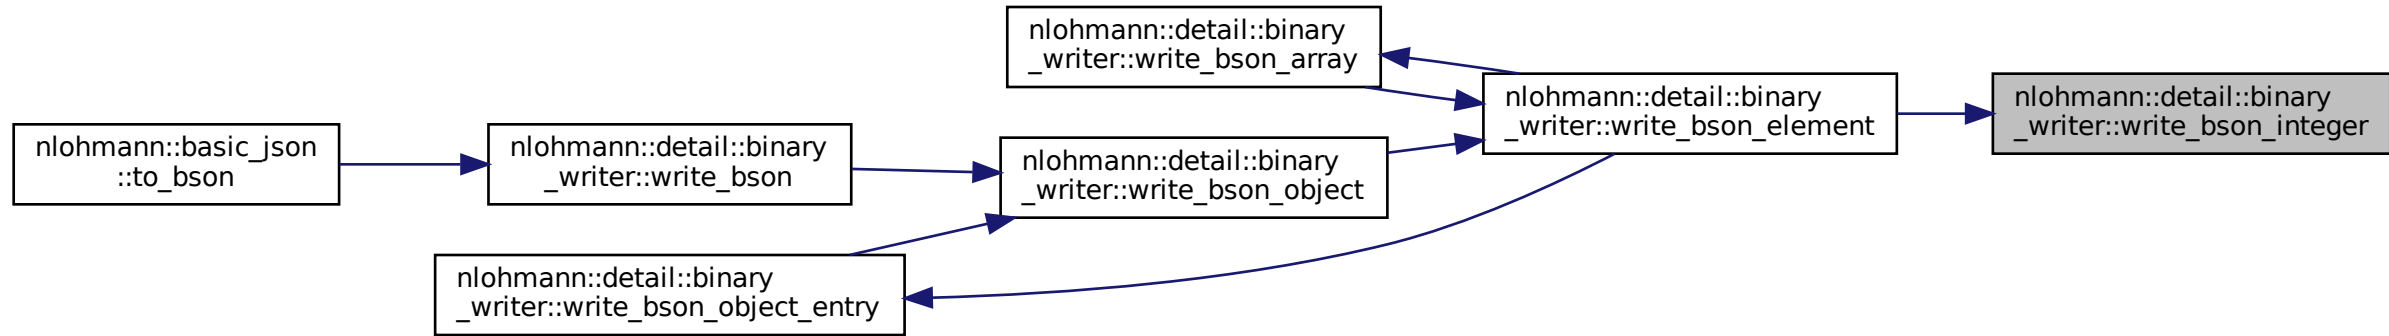 nlohmann::basic_json
::to_bson
nlohmann::detail::binary
_writer::write_bson
nlohmann::detail::binary
_writer::write_bson_object_entry
nlohmann::detail::binary
_writer::write_bson_array
nlohmann::detail::binary
_writer::write_bson_object
nlohmann::detail::binary
_writer::write_bson_element
nlohmann::detail::binary
_writer::write_bson_integer